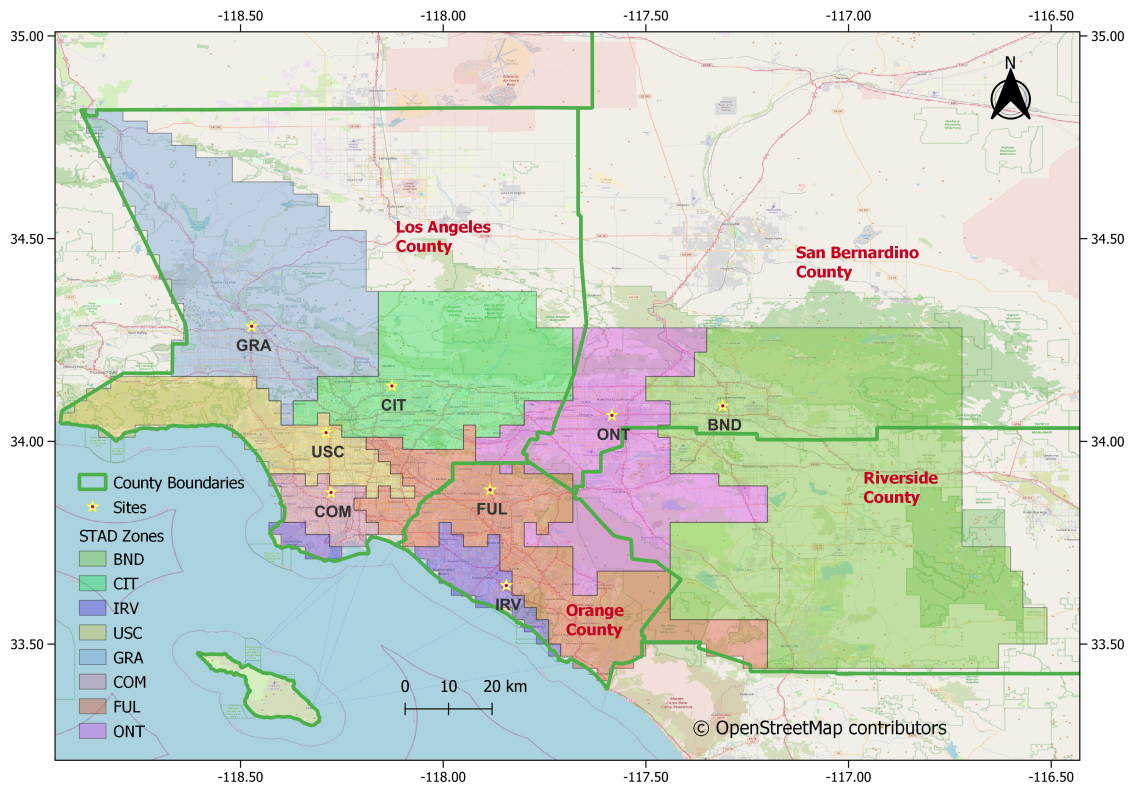 -118.50 -118.00 -117.50 -117.00 -116.50
35.00 35.00
N
Los Angeles
County
34.50 34.50
San Bernardino
County
GRA
CIT
BND
ONT
USC
34.00 34.00
Riverside
County
County Boundaries
Sites
FUL
COM
STAD Zones
BND
CIT
IRV
USC
GRA
COM
FUL
ONT
IRV
Orange
County
33.50 33.50
0 10 20 km
© OpenStreetMap contributors
-118.50 -118.00 -117.50 -117.00 -116.50